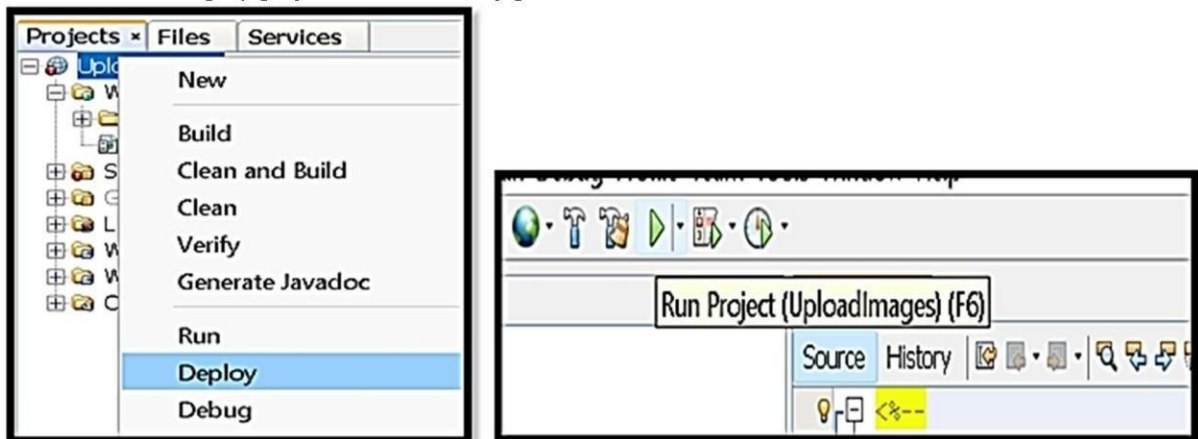 Projects × Files Services
Uplo
W
New
Build
S
Clean and Build
G
Clean
L
Verify
W
Generate Javadoc
W
C
Run
Deploy
Debug
Run Project (UploadImages) (F6)
Source History
<%--